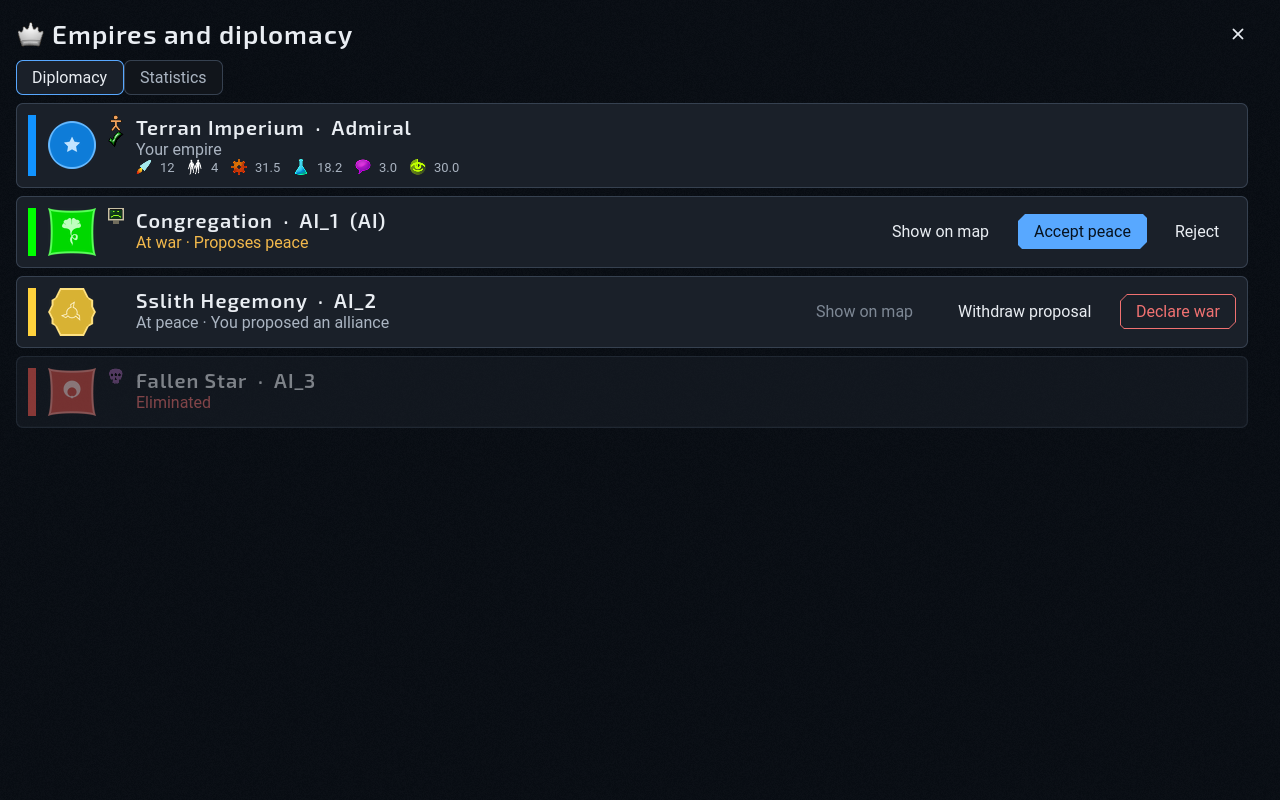 Empires and diplomacy
×
Diplomacy
Statistics
Terran Imperium · Admiral
Your empire
12 4 31.5 18.2 3.0 30.0
Congregation · AI_1 (AI)
At war · Proposes peace
Show on map
Accept peace
Reject
Sslith Hegemony · AI_2
At peace · You proposed an alliance
Show on map
Withdraw proposal
Declare war
Fallen Star · AI_3
Eliminated